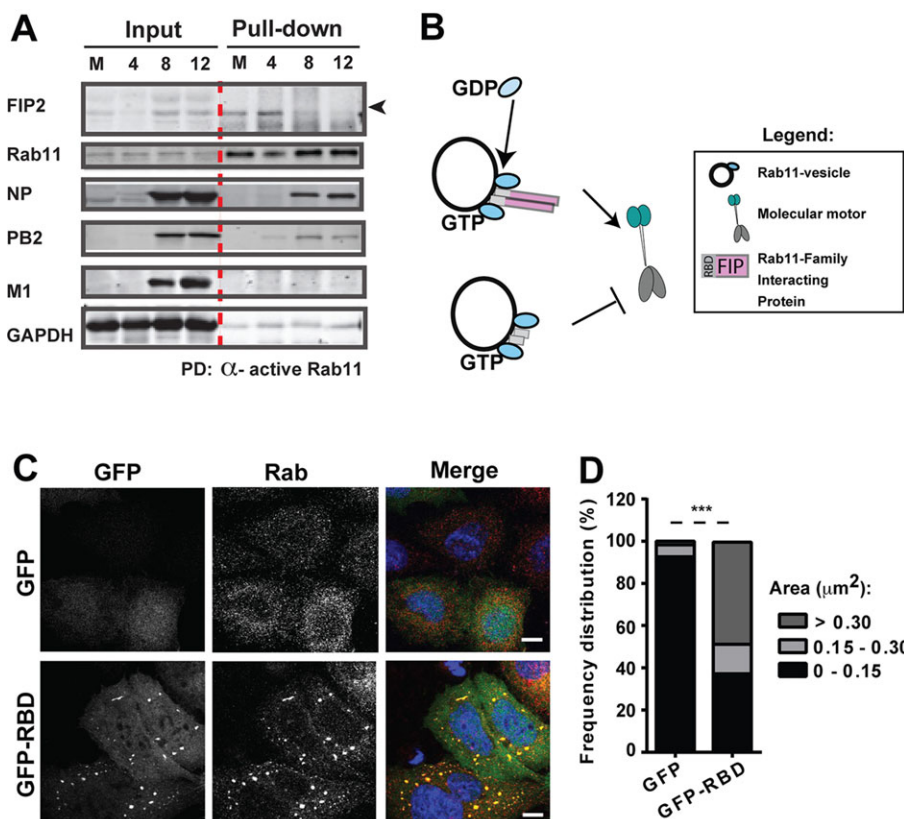 A
Input
Pull-down
M 4 8 12 M 4 8 12
FIP2
Rab11
NP
PB2
M1
GAPDH
PD: α- active Rab11
B
GDP
GTP
GTP
Legend:
Rab11-vesicle
Molecular motor
RBD FIP
Rab11-Family
Interacting
Protein
C
GFP
Rab
Merge
GFP
GFP-RBD
D
Frequency distribution (%)
120
100
80
60
40
20
0
***
GFP
GFP-RBD
Area (μm²):
> 0.30
0.15 - 0.30
0 - 0.15